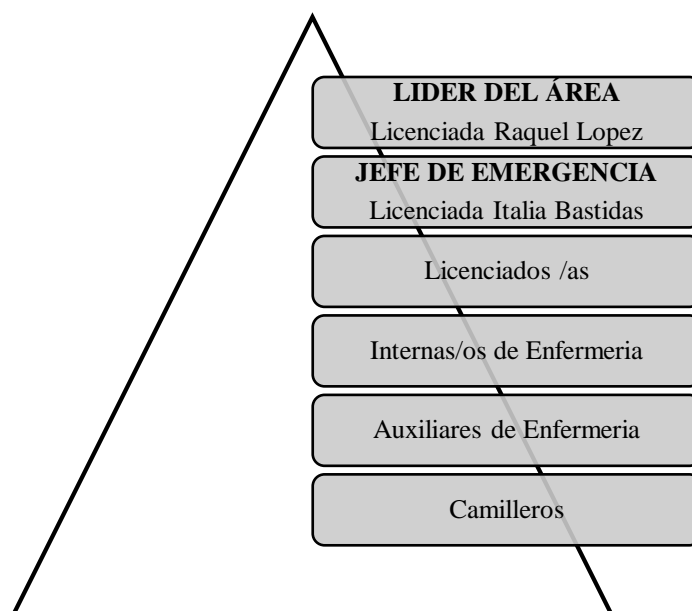 LIDER DEL ÁREA
Licenciada Raquel Lopez
JEFE DE EMERGENCIA
Licenciada Italia Bastidas
Licenciados /as
Internas/os de Enfermeria
Auxiliares de Enfermeria
Camilleros